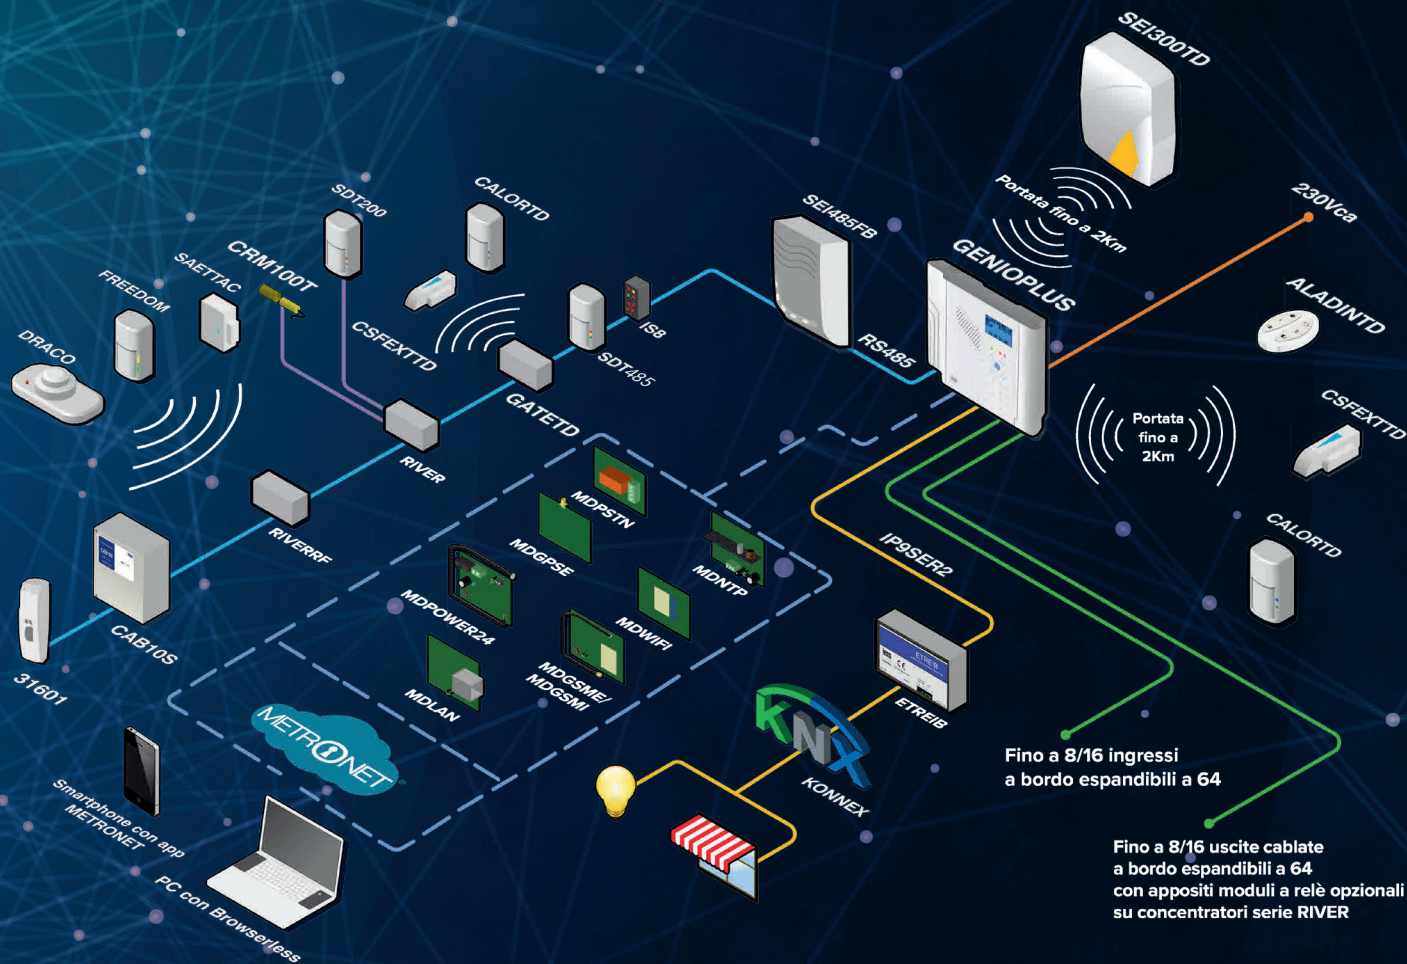 SEI300TD
Portata fino a 2Km
230Vca
SDT200
CALORTD
SEI485FB
GENIOPLUS
CRM100T
SAETTAC
FREEDOM
DRACO
CSFEXTTD
IS8
SDT485
GATETD
RS485
ALADINTD
CSFEXTTD
Portata
fino a
2Km
CALORTD
RIVER
RIVERRF
CAB10S
31601
MDPSTN
MDGPSE
MDNTP
MDPOWER24
MDWIFI
MDGSME/
MDGSMI
MDLAN
IP9SER2
ETREIB
ETREIB
CE
METRONET
KNX
KONNEX
Smartphone con app
METRONET
PC con Browserless
Fino a 8/16 ingressi
a bordo espandibili a 64
Fino a 8/16 uscite cablate
a bordo espandibili a 64
con appositi moduli a relè opzionali
su concentratori serie RIVER